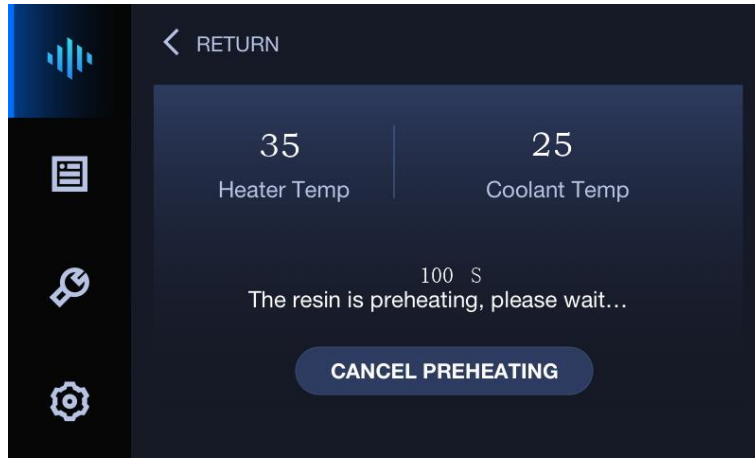 RETURN
35 25
Heater Temp Coolant Temp
100 S
The resin is preheating, please wait...
CANCEL PREHEATING